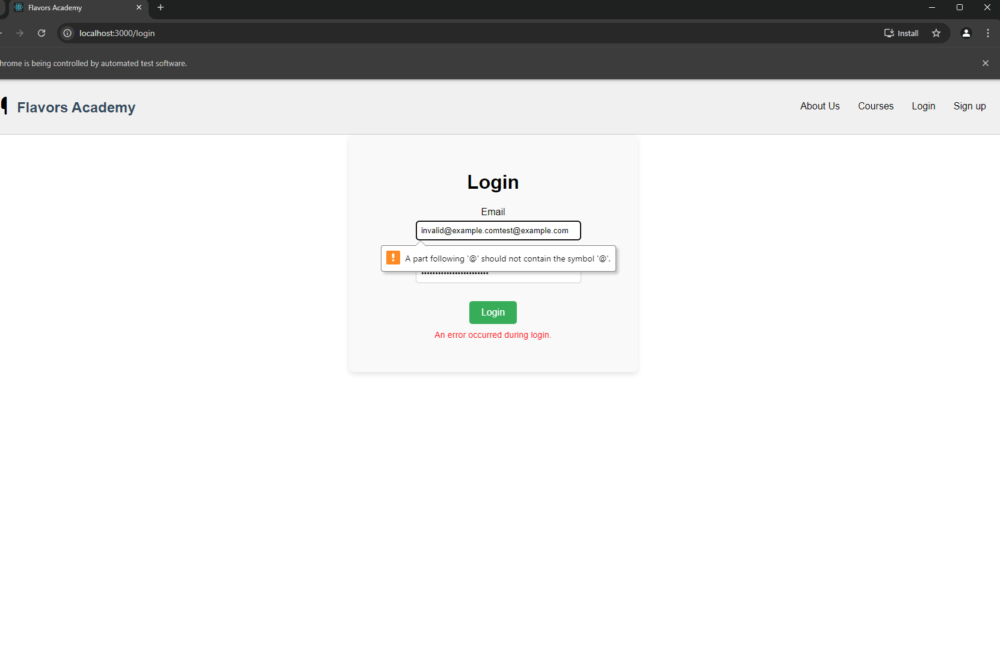 Flavors Academy
localhost:3000/login
Install
hrome is being controlled by automated test software.
Flavors Academy
About Us
Courses
Login
Sign up
Login
Email
invalid@example.comtest@example.com
A part following '@' should not contain the symbol '@'.
Login
An error occurred during login.